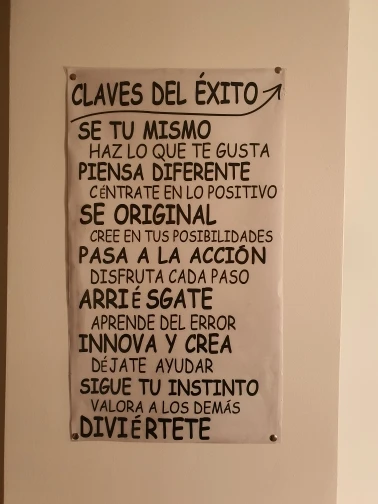 CLAVES DEL ÉXITO
SE TU MISMO
HAZ LO QUE TE GUSTA
PIENSA DIFERENTE
CÉNTRATE EN LO POSITIVO
SE ORIGINAL
CREE EN TUS POSIBILIDADES
PASA A LA ACCIÓN
DISFRUTA CADA PASO
ARRIÉSGATE
APRENDE DEL ERROR
INNOVA Y CREA
DÉJATE AYUDAR
SIGUE TU INSTINTO
VALORA A LOS DEMÁS
DIVIÉRTETE